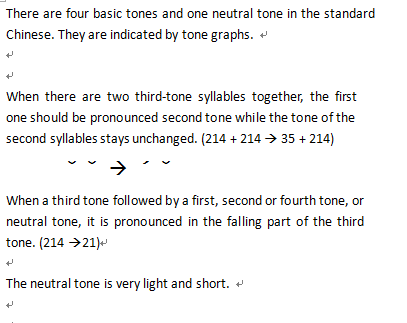 There are four basic tones and one neutral tone in the standard
Chinese. They are indicated by tone graphs. ↵
↵
↵
When there are two third-tone syllables together, the first
one should be pronounced second tone while the tone of the
second syllables stays unchanged. (214 + 214 → 35 + 214)
ˇ ˇ → ˊ ˇ
When a third tone followed by a first, second or fourth tone, or
neutral tone, it is pronounced in the falling part of the third
tone. (214 →21)↵
↵
The neutral tone is very light and short. ↵
↵